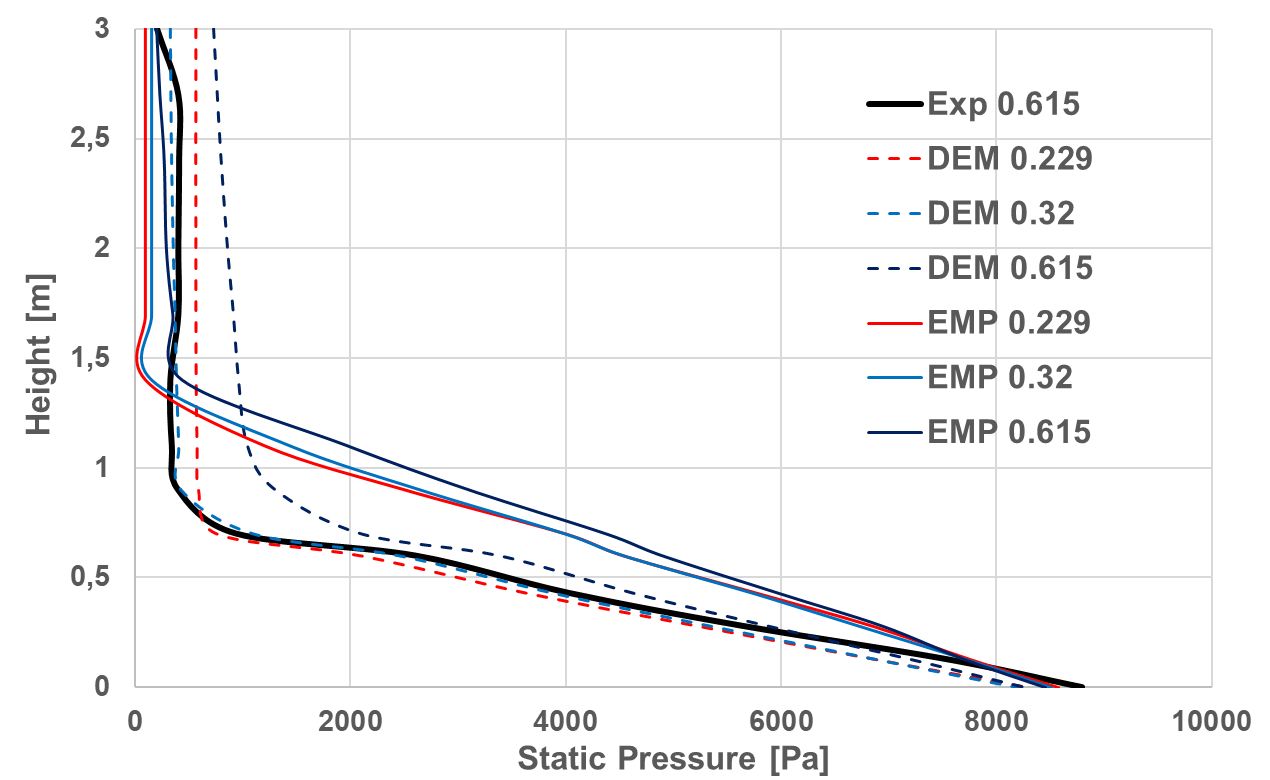 3
2,5
2
1,5
1
0,5
0
Height [m]
0 2000 4000 6000 8000 10000
Static Pressure [Pa]
Exp 0.615
DEM 0.229
DEM 0.32
DEM 0.615
EMP 0.229
EMP 0.32
EMP 0.615